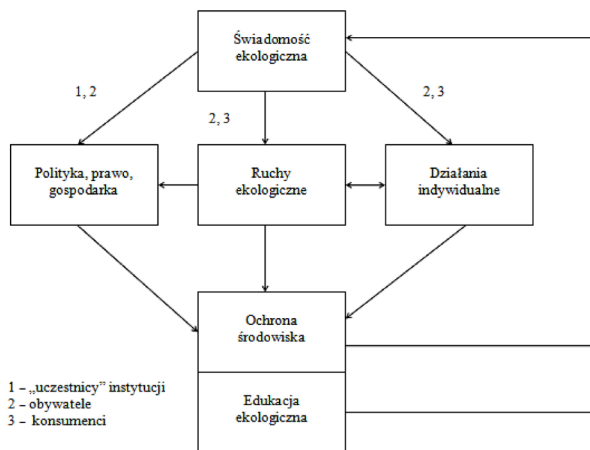 Świadomość
ekologiczna
1, 2
2, 3
2, 3
Polityka, prawo,
gospodarka
Ruchy
ekologiczne
Działania
indywidualne
Ochrona
środowiska
Edukacja
ekologiczna
1 – „uczestnicy” instytucji
2 – obywatele
3 – konsumenci